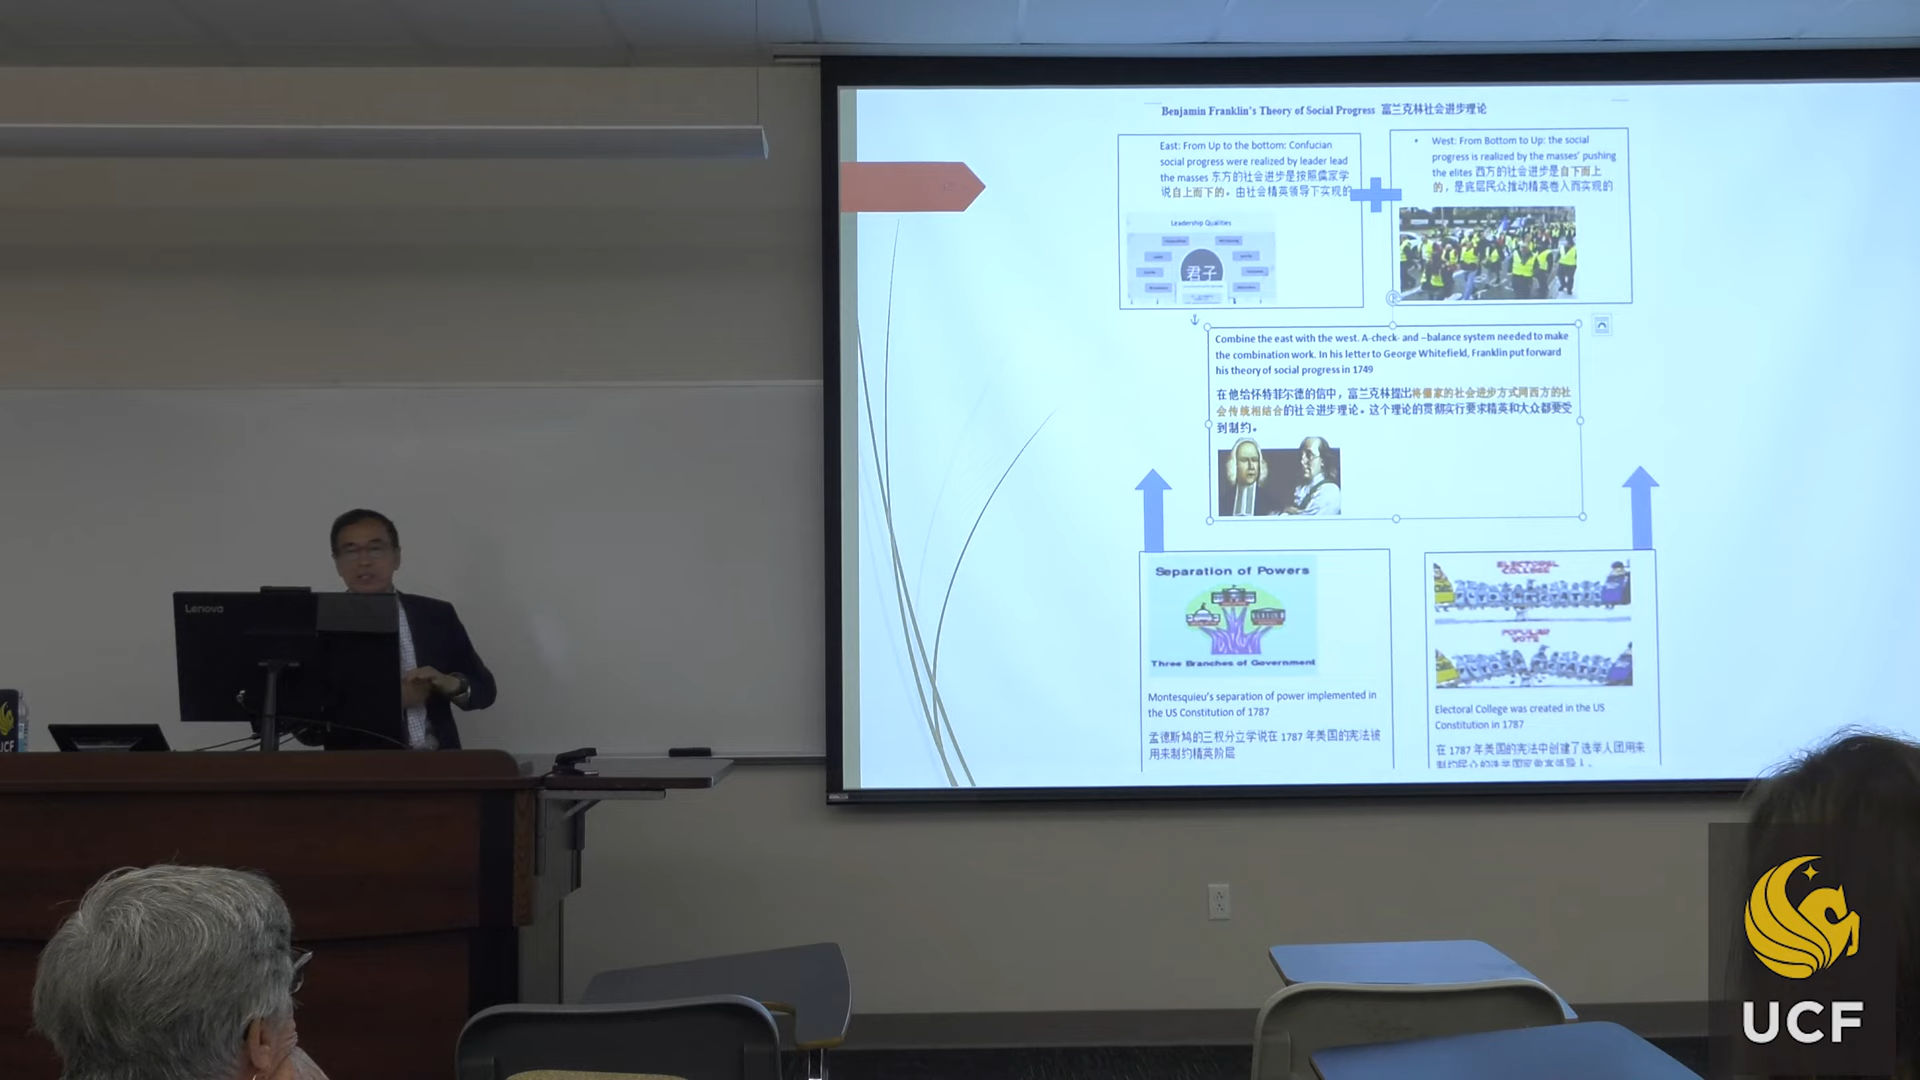 Benjamin Franklin's Theory of Social Progress 富兰克林社会进步理论
East: From Up to the bottom: Confucian
social progress were realized by leader lead
the masses 东方的社会进步是按照儒家学
说自上而下的。由社会精英领导下实现的
Leadership Qualities
君子
• West: From Bottom to Up: the social
progress is realized by the masses' pushing
the elites 西方的社会进步是自下而上
的，是底层民众推动精英卷入而实现的
Combine the east with the west. A-check- and –balance system needed to make
the combination work. In his letter to George Whitefield, Franklin put forward
his theory of social progress in 1749
在他给怀特菲尔德的信中，富兰克林提出将儒家的社会进步方式同西方的社
会传统相结合的社会进步理论。这个理论的贯彻实行要求精英和大众都要受
到制约。
Separation of Powers
Three Branches of Government
Montesquieu's separation of power implemented in
the US Constitution of 1787
孟德斯鸠的三权分立学说在 1787 年美国的宪法被
用来制约精英阶层
ELECTORAL
COLLEGE
POPULAR
VOTE
Electoral College was created in the US
Constitution in 1787
在 1787 年美国的宪法中创建了选举人团用来
Lenovo
UCF
UCF